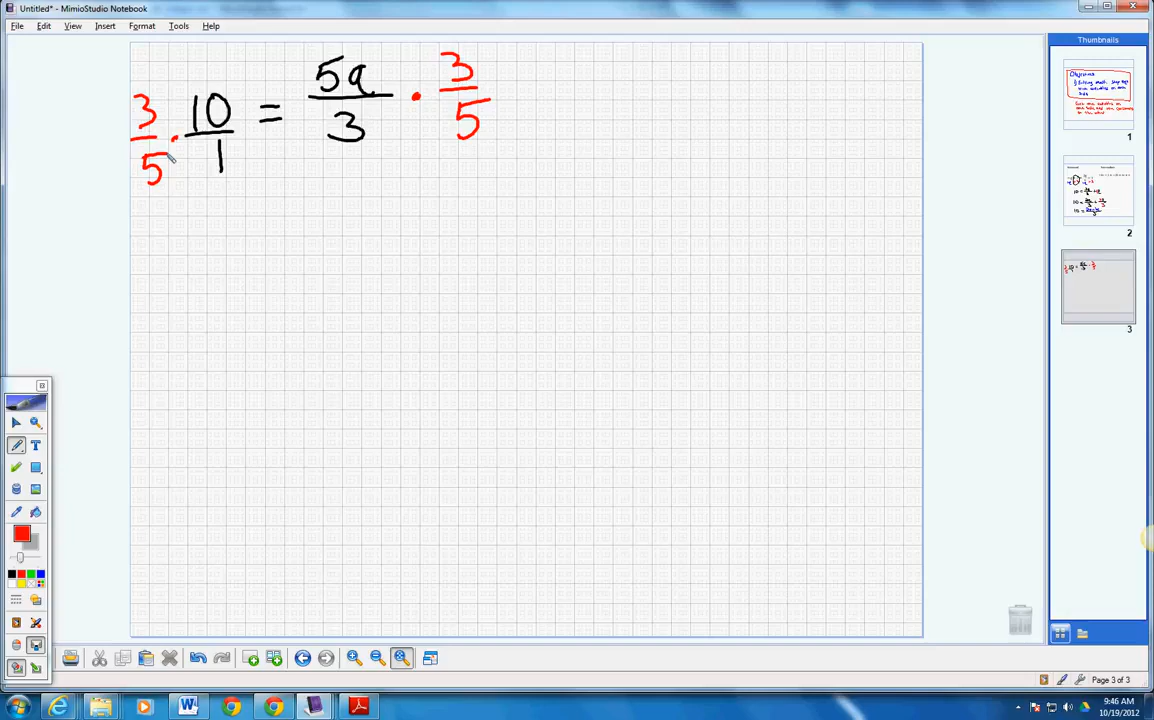 Untitled* - MimioStudio Notebook
File Edit View Insert Format Tools Help
Thumbnails
3/5 · 10/1 = 5a/3 · 3/5
1
2
3
T
Page 3 of 3
9:46 AM
10/19/2012